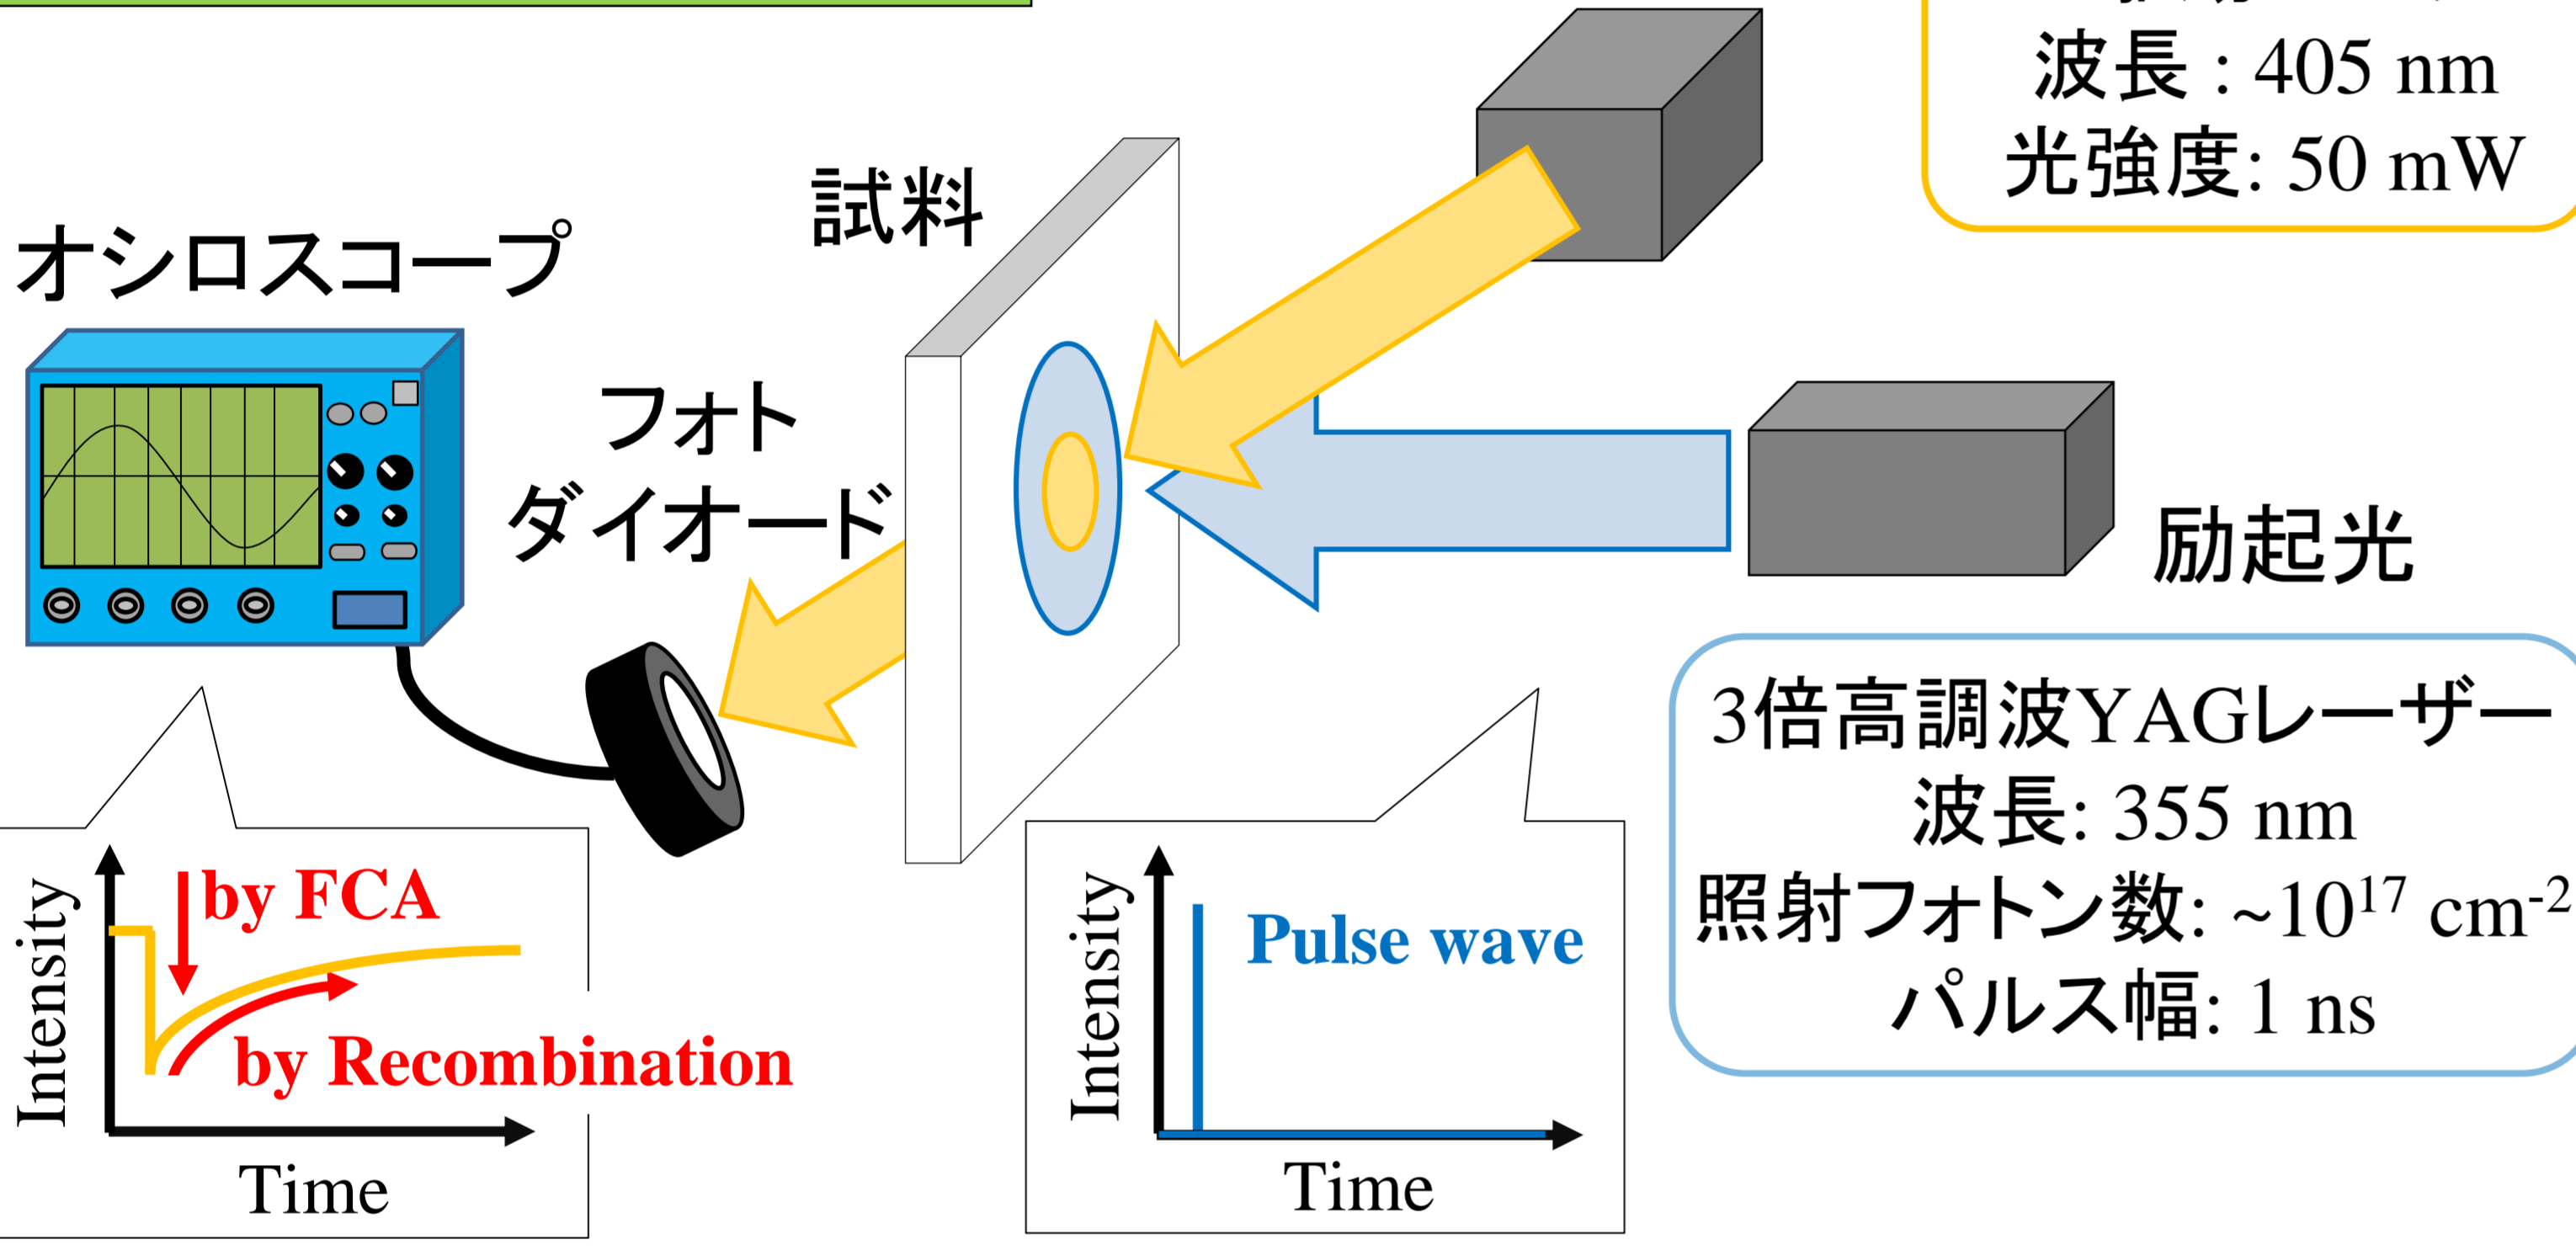 波長 : 405 nm
光強度: 50 mW
試料
オシロスコープ
フォト
ダイオード
励起光
3倍高調波YAGレーザー
波長: 355 nm
照射フォトン数: ~10¹⁷ cm⁻²
パルス幅: 1 ns
Intensity
by FCA
by Recombination
Time
Intensity
Pulse wave
Time